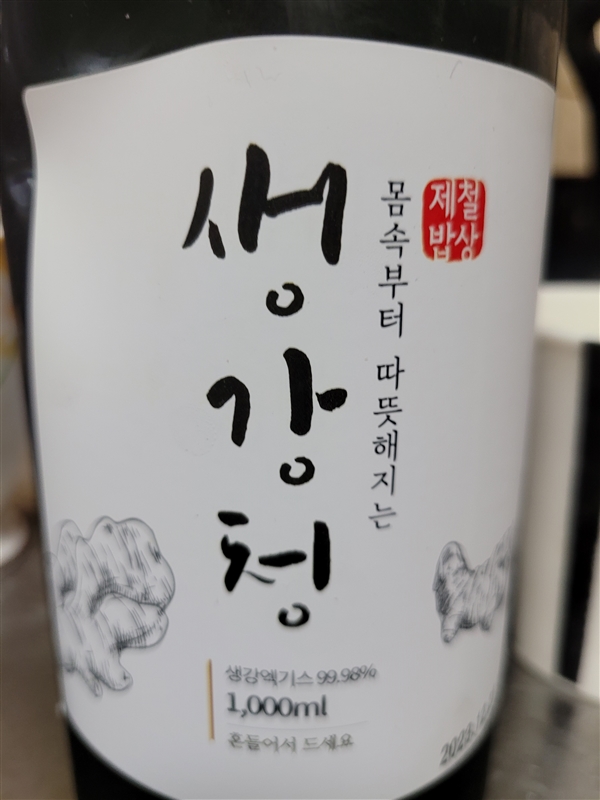 생강청
몸속부터 따뜻해지는
제철
밥상
생강엑기스 99.98%
1,000ml
흔들어서 드세요